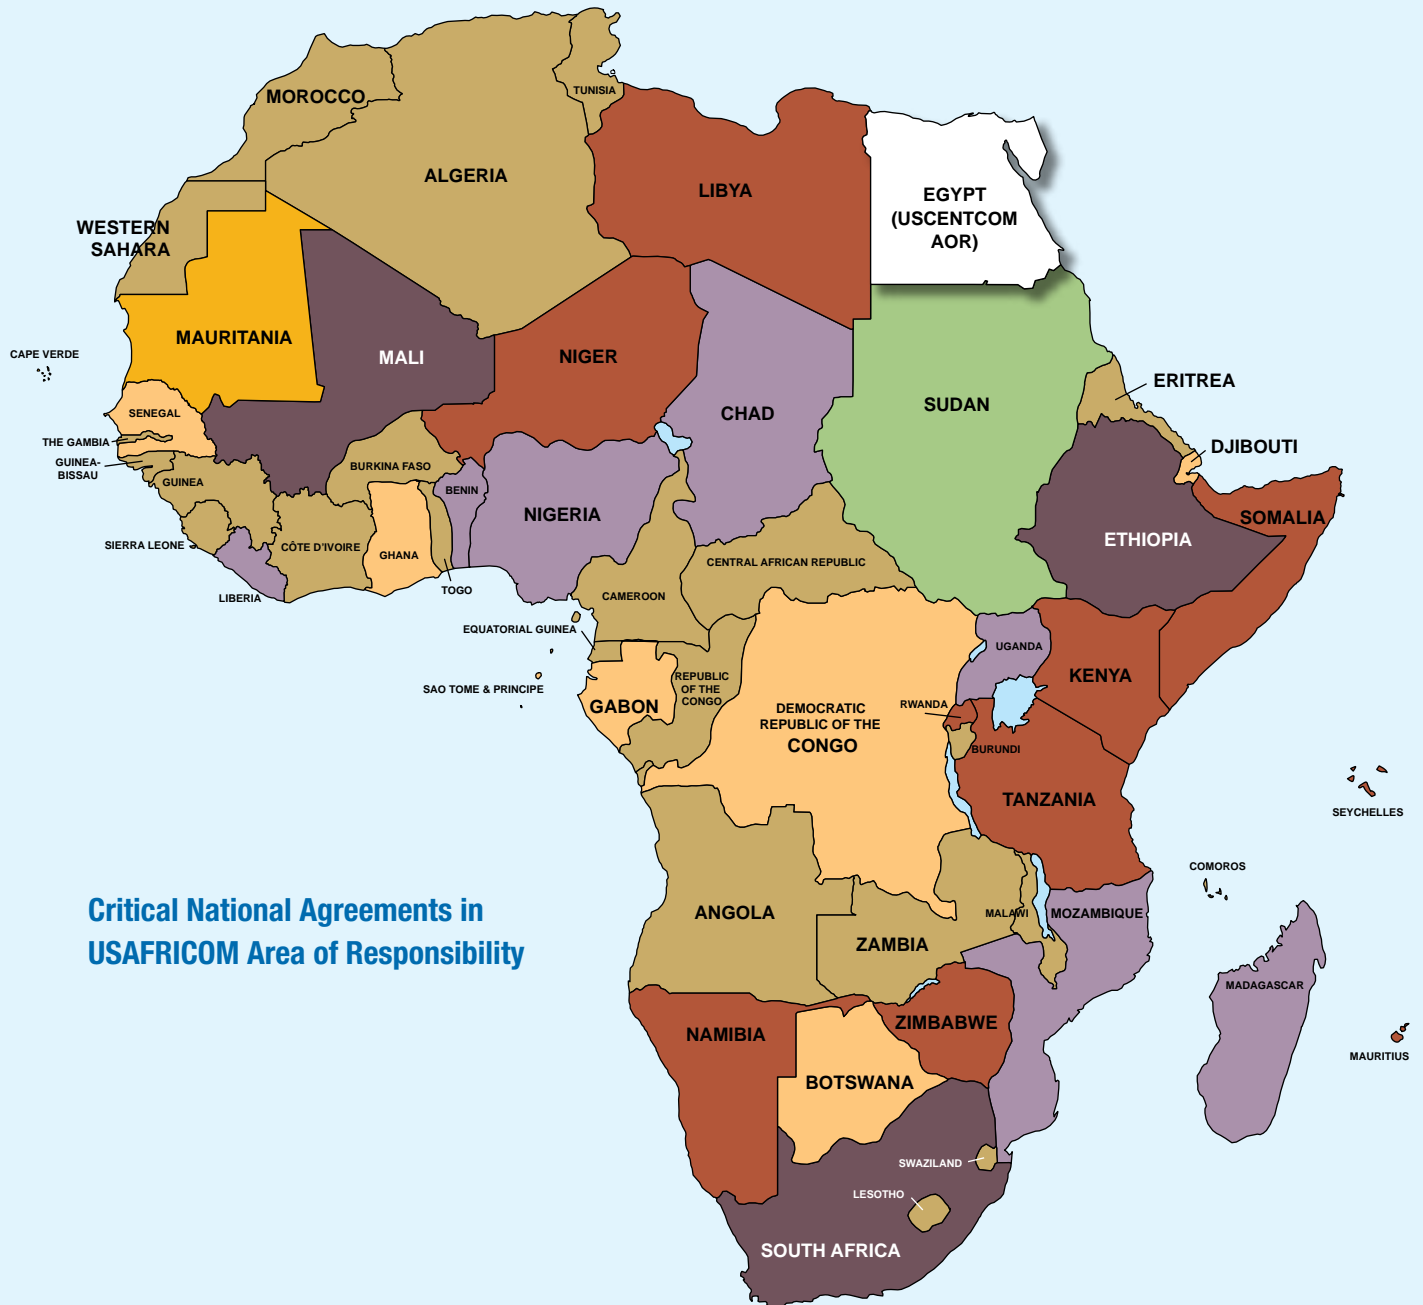 TUNISIA
MOROCCO
LIBYA
ALGERIA
EGYPT
(USCENTCOM
AOR)
WESTERN
SAHARA
MAURITANIA
MALI
NIGER
CAPE VERDE
ERITREA
CHAD
SUDAN
SENEGAL
THE GAMBIA
DJIBOUTI
GUINEA-
BISSAU
BURKINA FASO
GUINEA
BENIN
NIGERIA
SOMALIA
ETHIOPIA
SIERRA LEONE
CÔTE D’IVOIRE
GHANA
CENTRAL AFRICAN REPUBLIC
TOGO
LIBERIA
CAMEROON
EQUATORIAL GUINEA
UGANDA
KENYA
REPUBLIC
OF THE
CONGO
SAO TOME & PRINCIPE
GABON
RWANDA
DEMOCRATIC
REPUBLIC OF THE
CONGO
BURUNDI
TANZANIA
SEYCHELLES
COMOROS
Critical National Agreements in
USAFRICOM Area of Responsibility
ANGOLA
MALAWI
MOZAMBIQUE
ZAMBIA
MADAGASCAR
NAMIBIA
ZIMBABWE
MAURITIUS
BOTSWANA
SWAZILAND
LESOTHO
SOUTH AFRICA